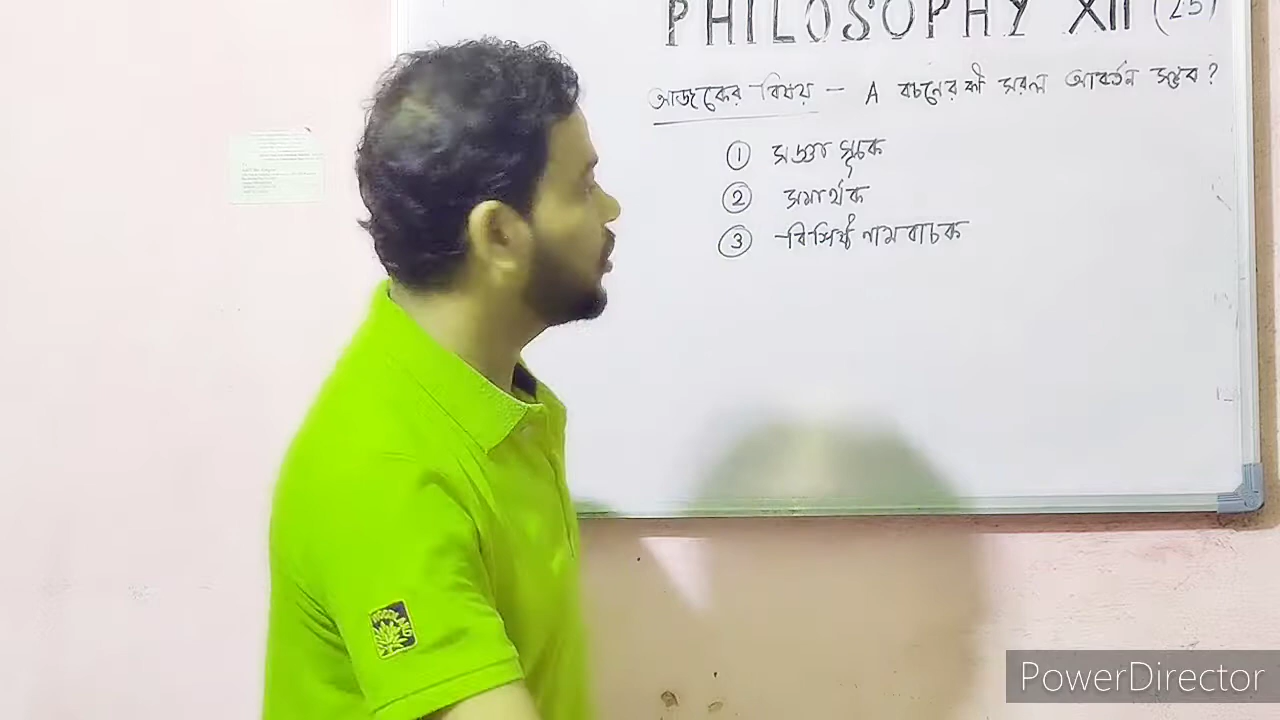 PHILOSOPHY XII (25)
আজকের বিষয় - A বচনের কী সরল আবর্তন সম্ভব ?
① সংজ্ঞা সূচক
② সমার্থক
③ বিশিষ্ট নামবাচক
PowerDirector